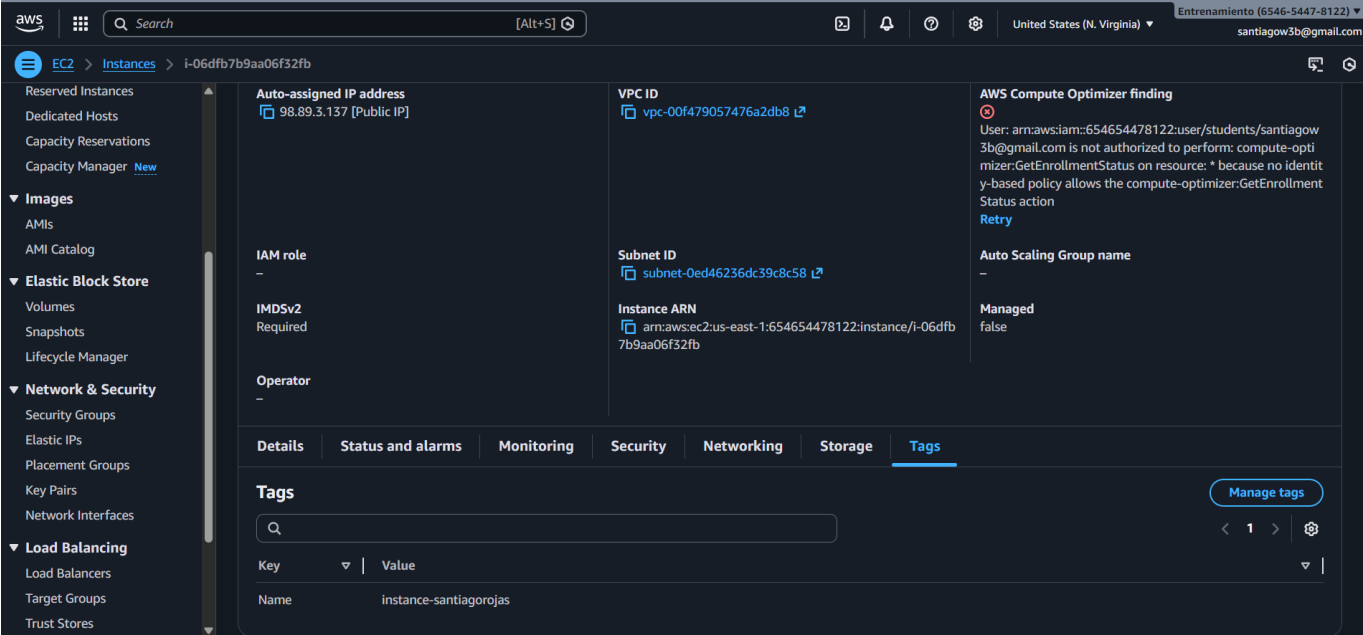 aws
Search
[Alt+S]
United States (N. Virginia)
Entrenamiento (6546-5447-8122)
santiagow3b@gmail.com
EC2
Instances
i-06dfb7b9aa06f32fb
Reserved Instances
Dedicated Hosts
Capacity Reservations
Capacity Manager New
Images
AMIs
AMI Catalog
Elastic Block Store
Volumes
Snapshots
Lifecycle Manager
Network & Security
Security Groups
Elastic IPs
Placement Groups
Key Pairs
Network Interfaces
Load Balancing
Load Balancers
Target Groups
Trust Stores
Auto-assigned IP address
98.89.3.137 [Public IP]
VPC ID
vpc-00f479057476a2db8
AWS Compute Optimizer finding
User: arn:aws:iam::654654478122:user/students/santiagow
3b@gmail.com is not authorized to perform: compute-opti
mizer:GetEnrollmentStatus on resource: * because no identit
y-based policy allows the compute-optimizer:GetEnrollment
Status action
Retry
IAM role
–
Subnet ID
subnet-0ed46236dc39c8c58
Auto Scaling Group name
–
IMDSv2
Required
Instance ARN
arn:aws:ec2:us-east-1:654654478122:instance/i-06dfb
7b9aa06f32fb
Managed
false
Operator
–
Details
Status and alarms
Monitoring
Security
Networking
Storage
Tags
Tags
Manage tags
1
Key
Value
Name
instance-santiagorojas